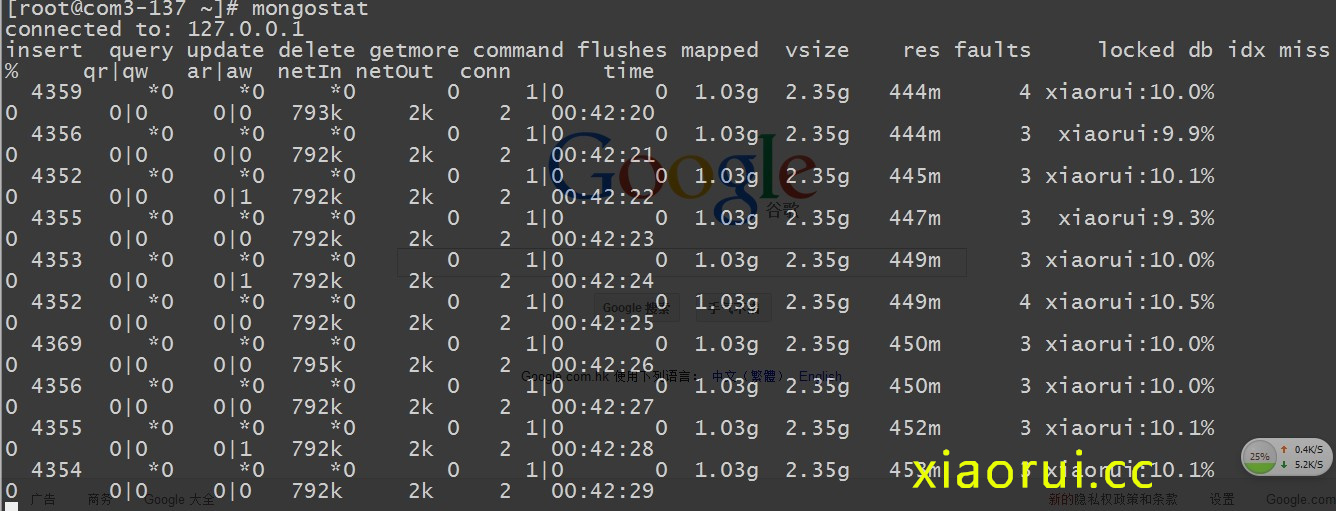 [root@com3-137 ~]# mongostat
connected to: 127.0.0.1
insert query update delete getmore command flushes mapped vsize res faults locked db idx miss
% qr|qw ar|aw netIn netOut conn time
4359 *0 *0 *0 0 1|0 0 1.03g 2.35g 444m 4 xiaorui:10.0%
0 0|0 0|0 793k 2k 2 00:42:20
4356 *0 *0 *0 0 1|0 0 1.03g 2.35g 444m 3 xiaorui:9.9%
0 0|0 0|0 792k 2k 2 00:42:21
Google
4352 *0 *0 *0 0 1|0 0 1.03g 2.35g 445m 3 xiaorui:10.1%
0 0|0 0|1 792k 2k 2 00:42:22
谷歌
4355 *0 *0 *0 0 1|0 0 1.03g 2.35g 447m 3 xiaorui:9.3%
0 0|0 0|0 792k 2k 2 00:42:23
4353 *0 *0 *0 0 1|0 0 1.03g 2.35g 449m 3 xiaorui:10.0%
0 0|0 0|1 792k 2k 2 00:42:24
4352 *0 *0 *0 0 1|0 0 1.03g 2.35g 449m 4 xiaorui:10.5%
Google
0 0|0 0|0 792k 2k 2 00:42:25
4369 *0 *0 *0 0 1|0 0 1.03g 2.35g 450m 3 xiaorui:10.0%
0 0|0 0|0 795k 2k 2 00:42:26
Google.com.hk 使用下列语言: 中文(繁體) English
4356 *0 *0 *0 0 1|0 0 1.03g 2.35g 450m 3 xiaorui:10.0%
0 0|0 0|0 792k 2k 2 00:42:27
4355 *0 *0 *0 0 1|0 0 1.03g 2.35g 452m 3 xiaorui:10.1%
0 0|0 0|1 792k 2k 2 00:42:28
25% 0.4K/S
5.2K/S
4354 *0 *0 *0 0 1|0 0 1.03g 2.35g xiaorui:10.1%
xiaorui.cc
0 0|0 0|0 792k 2k 2 00:42:29
广告 商务 Google 大全 新的隐私权政策和条款 设置 Google.com